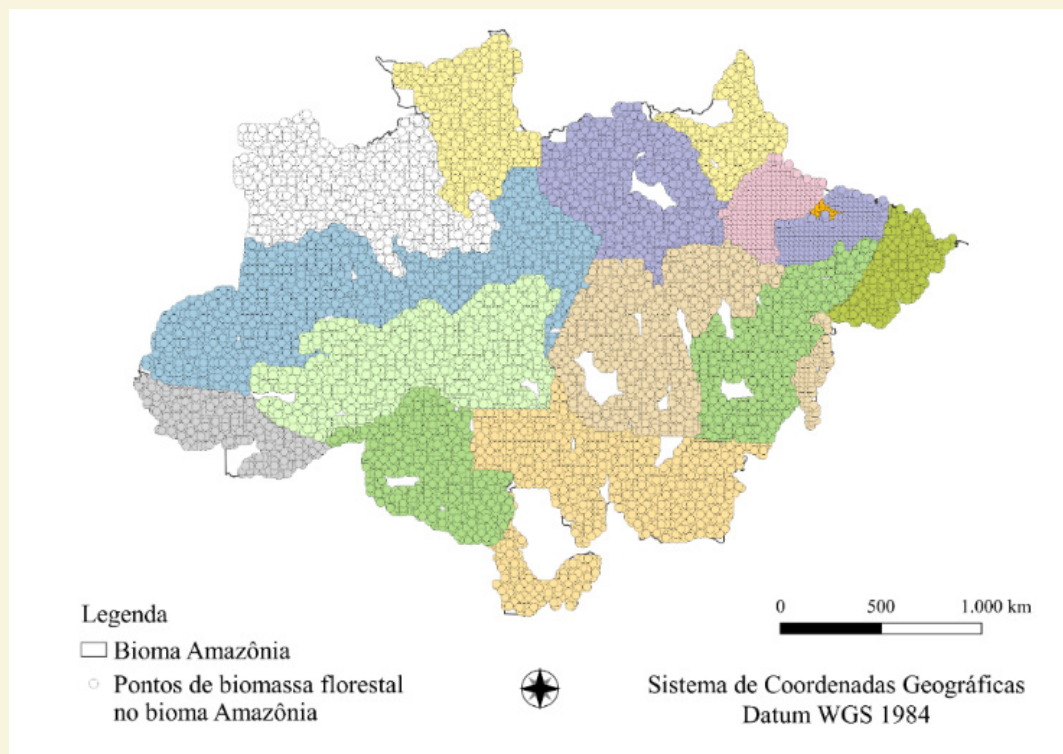 Legenda
Bioma Amazônia
Pontos de biomassa florestal
no bioma Amazônia
0 500 1.000 km
Sistema de Coordenadas Geográficas
Datum WGS 1984